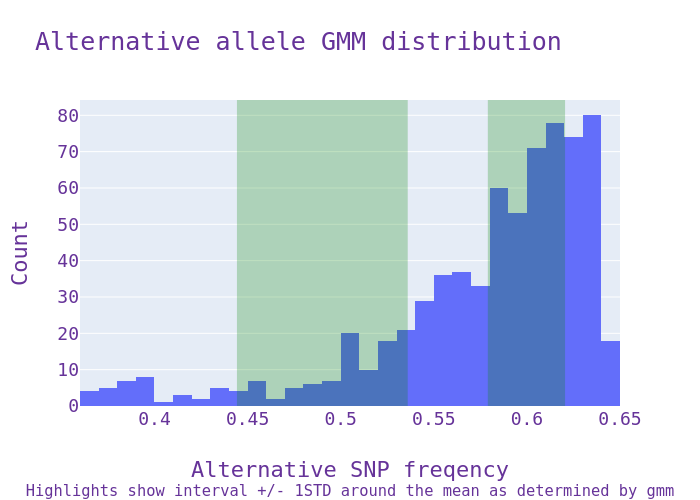 Alternative allele GMM distribution
80
70
60
50
40
30
20
10
0
Count
0.4 0.45 0.5 0.55 0.6 0.65
Alternative SNP freqency
Highlights show interval +/- 1STD around the mean as determined by gmm